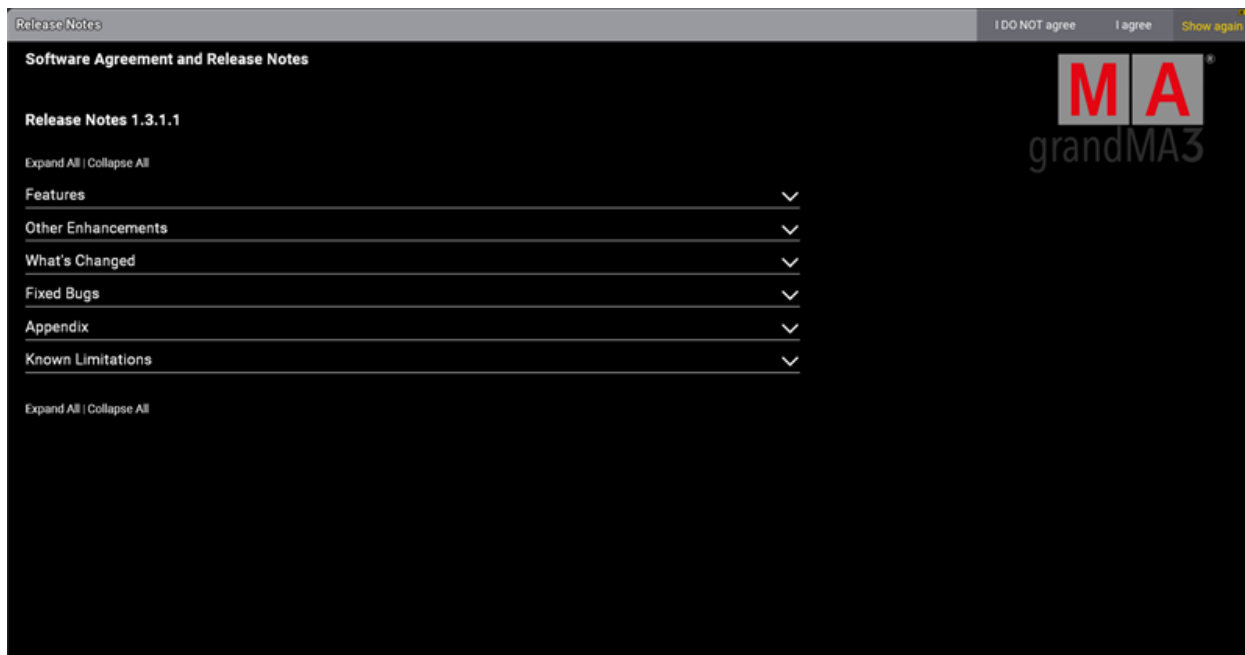 Release Notes
I DO NOT agree
I agree
Show again
Software Agreement and Release Notes
MA ®
grandMA3
Release Notes 1.3.1.1
Expand All | Collapse All
Features
Other Enhancements
What's Changed
Fixed Bugs
Appendix
Known Limitations
Expand All | Collapse All